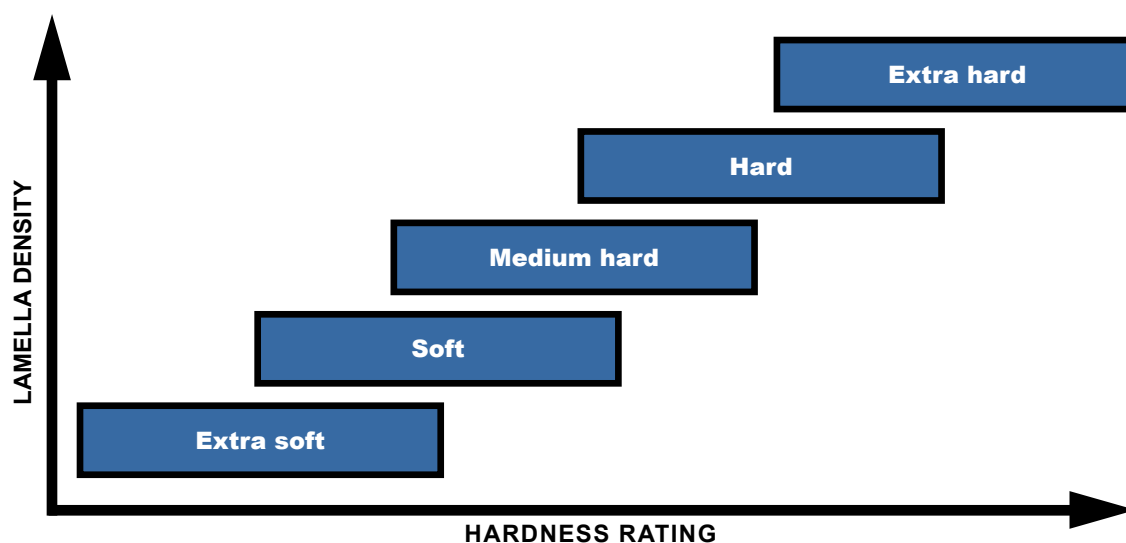 Extra hard
Hard
Medium hard
Soft
Extra soft
LAMELLA DENSITY
HARDNESS RATING